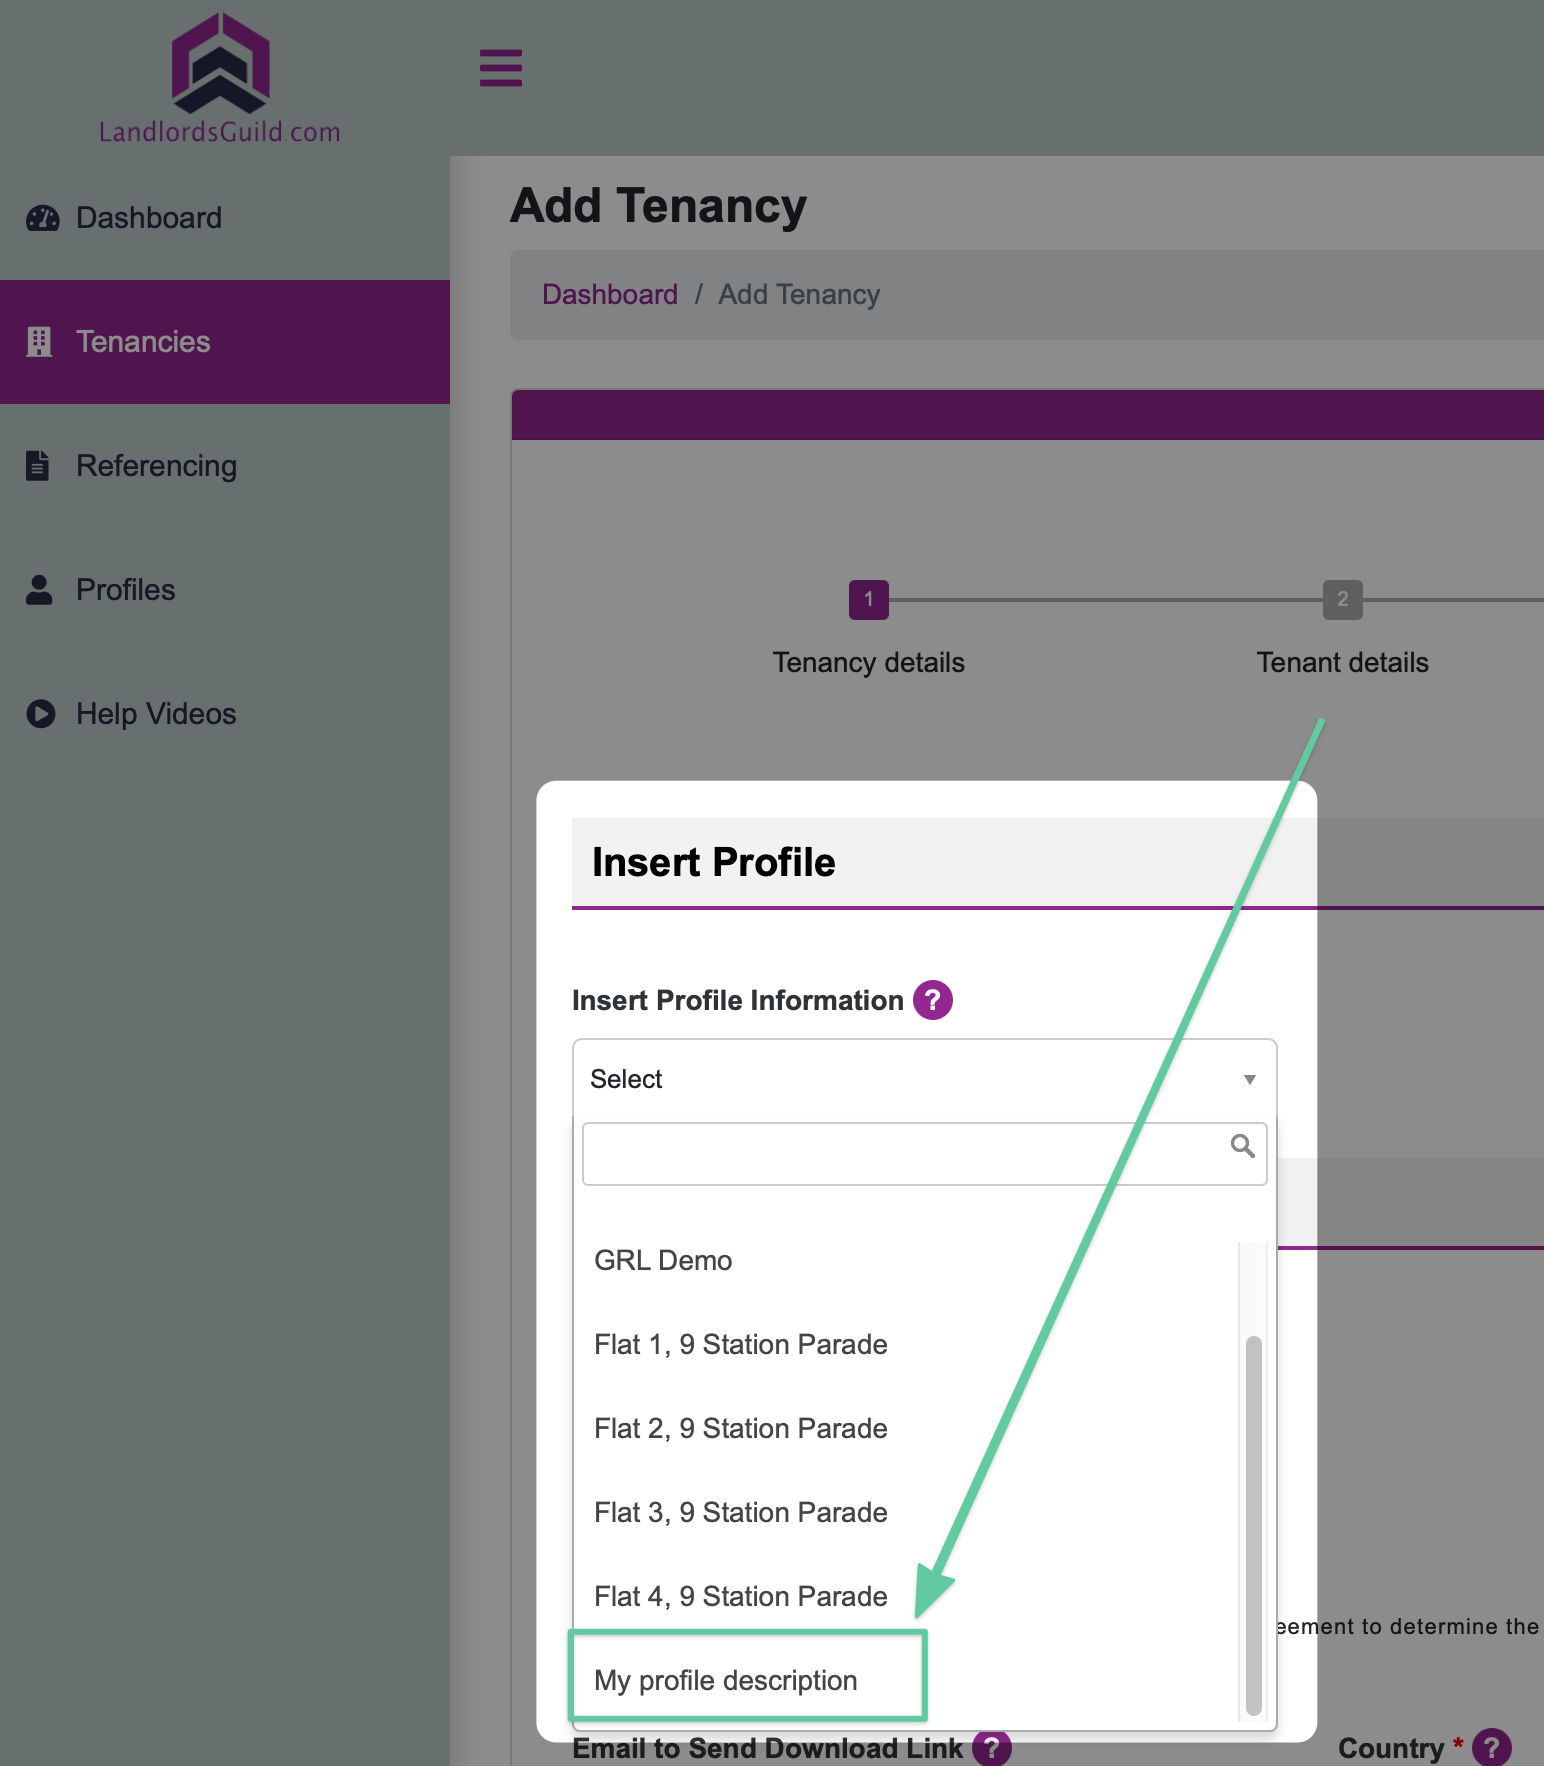 LandlordsGuild.com
Dashboard
Tenancies
Referencing
Profiles
Help Videos
Add Tenancy
Dashboard / Add Tenancy
1
2
Tenancy details
Tenant details
Insert Profile
Insert Profile Information ?
Select
GRL Demo
Flat 1, 9 Station Parade
Flat 2, 9 Station Parade
Flat 3, 9 Station Parade
Flat 4, 9 Station Parade
eement to determine the
My profile description
Email to Send Download Link ?
Country * ?